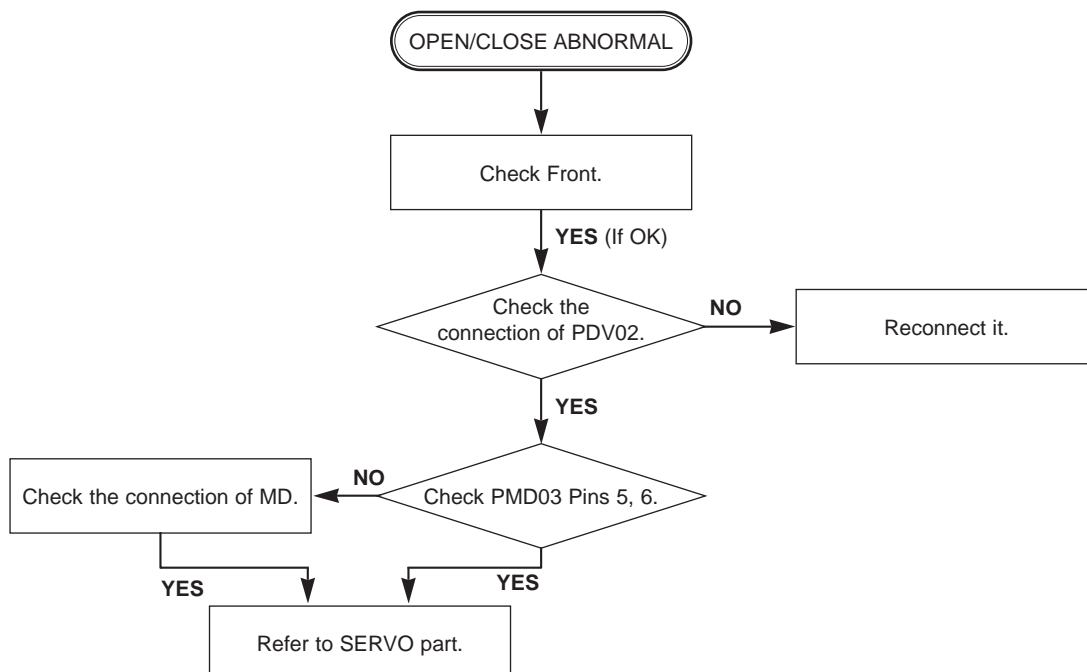 OPEN/CLOSE ABNORMAL
Check Front.
YES (If OK)
Check the
connection of PDV02.
NO
Reconnect it.
YES
Check PMD03 Pins 5, 6.
NO
Check the connection of MD.
YES
YES
Refer to SERVO part.